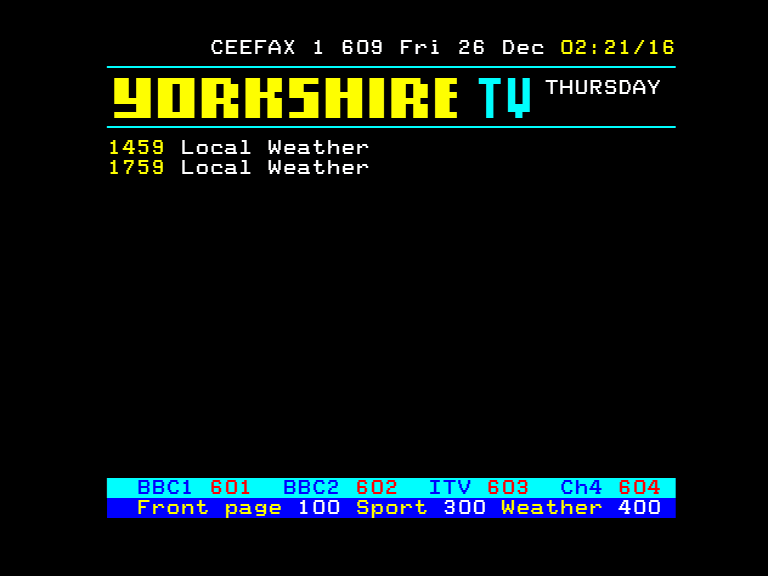 CEEFAX 1 609 Fri 26 Dec 02:21/16
YORKSHIRE TV THURSDAY
1459 Local Weather
1759 Local Weather
BBC1 601 BBC2 602 ITV 603 Ch4 604
Front page 100 Sport 300 Weather 400